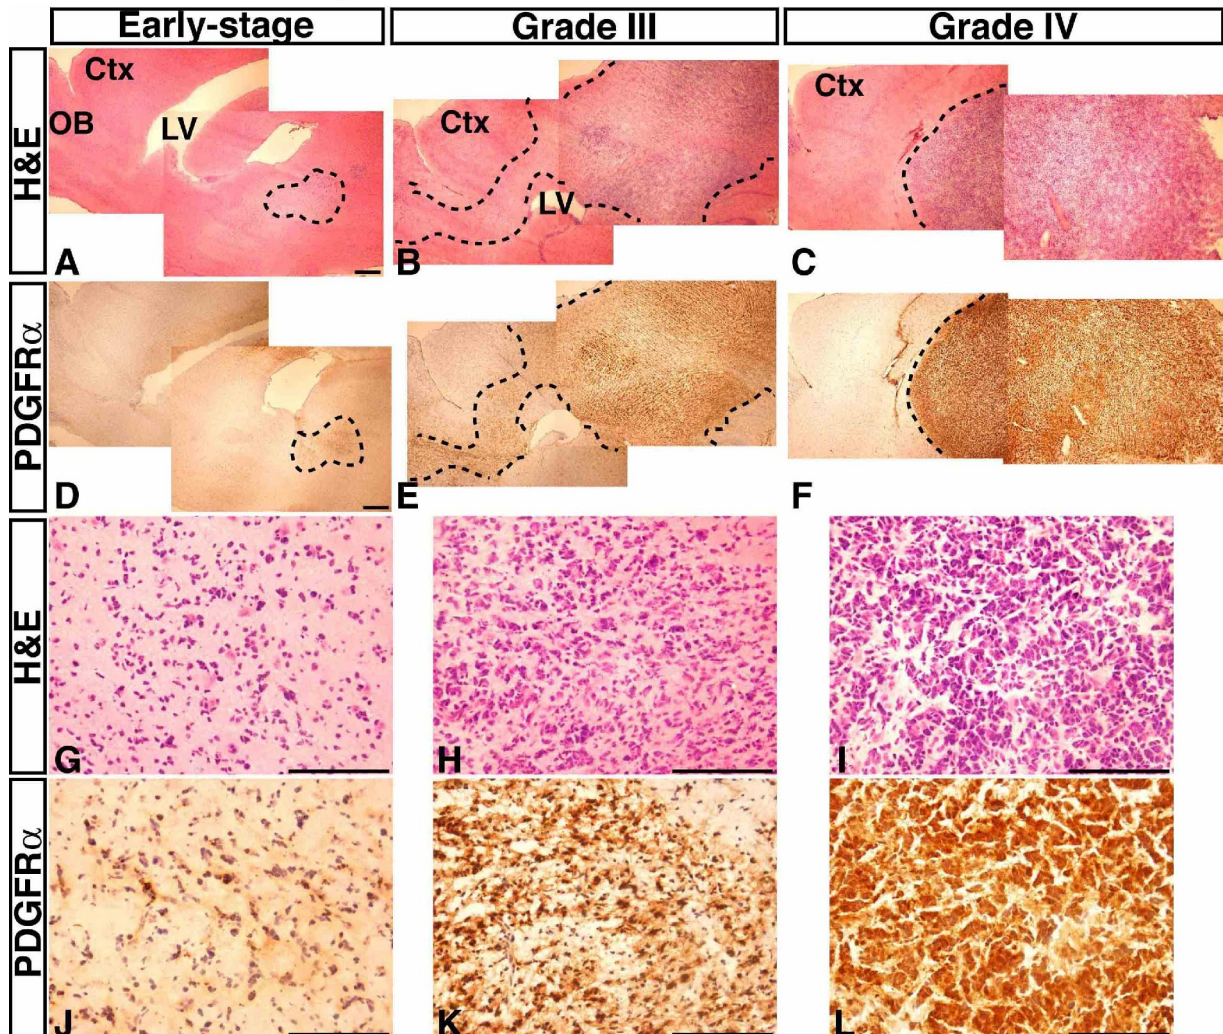 Early-stage
Grade III
Grade IV
H&E
Ctx
OB
LV
A
Ctx
LV
B
Ctx
C
PDGFRα
D
E
F
H&E
G
H
I
PDGFRα
J
K
L